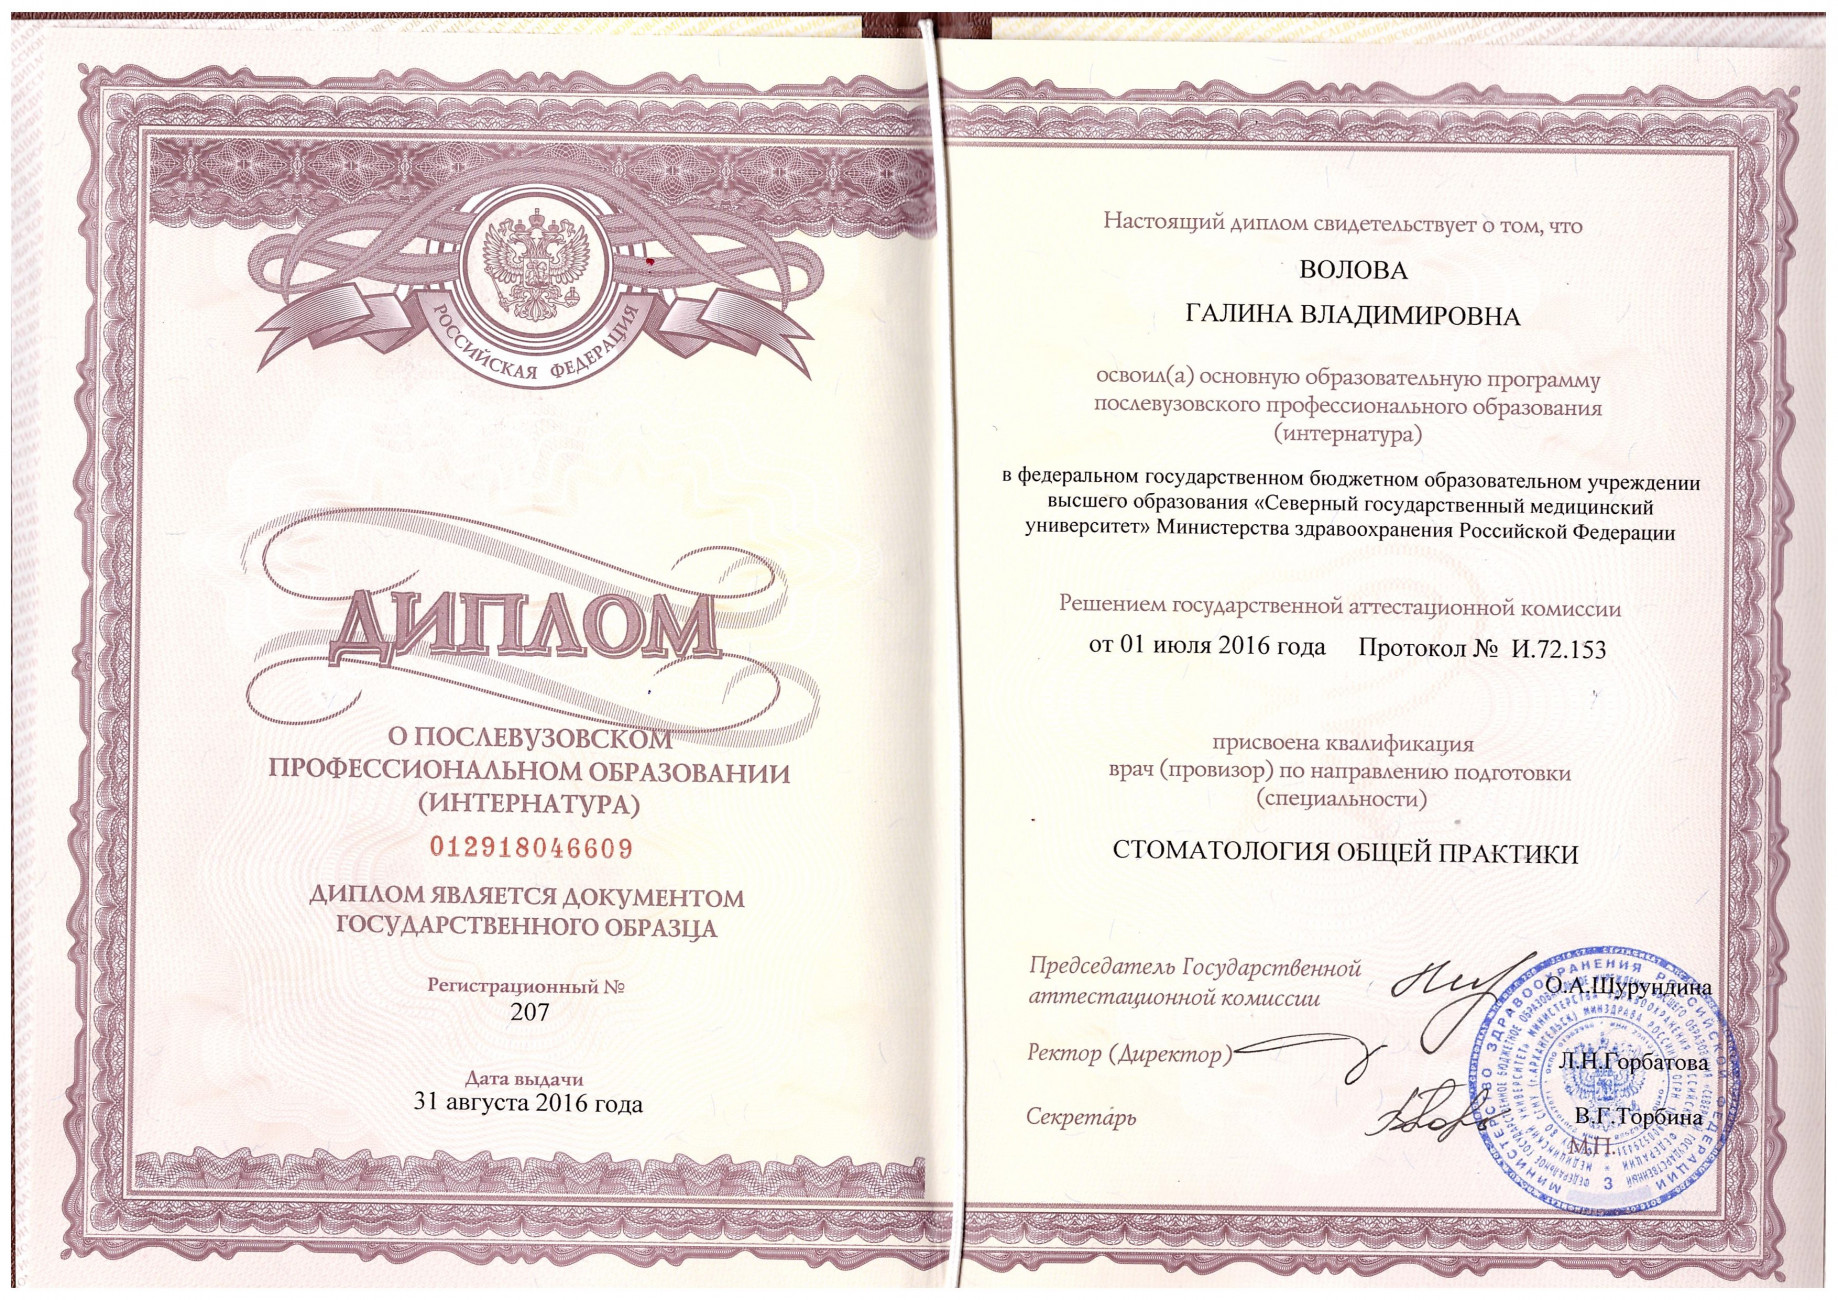 РОССИЙСКАЯ ФЕДЕРАЦИЯ
ДИПЛОМ
О ПОСЛЕВУЗОВСКОМ
ПРОФЕССИОНАЛЬНОМ ОБРАЗОВАНИИ
(ИНТЕРНАТУРА)
012918046609
ДИПЛОМ ЯВЛЯЕТСЯ ДОКУМЕНТОМ
ГОСУДАРСТВЕННОГО ОБРАЗЦА
Регистрационный №
207
Дата выдачи
31 августа 2016 года
Настоящий диплом свидетельствует о том, что
ВОЛОВА
ГАЛИНА ВЛАДИМИРОВНА
освоил(а) основную образовательную программу
послевузовского профессионального образования
(интернатура)
в федеральном государственном бюджетном образовательном учреждении
высшего образования «Северный государственный медицинский
университет» Министерства здравоохранения Российской Федерации
Решением государственной аттестационной комиссии
от 01 июля 2016 года Протокол № И.72.153
присвоена квалификация
врач (провизор) по направлению подготовки
(специальности)
СТОМАТОЛОГИЯ ОБЩЕЙ ПРАКТИКИ
Председатель Государственной
аттестационной комиссии
О.А.Шурундина
Ректор (Директор)
Л.Н.Горбатова
Секретарь
В.Г.Торбина
М.П.
МИНИСТЕРСТВО ЗДРАВООХРАНЕНИЯ РОССИЙСКОЙ ФЕДЕРАЦИИ